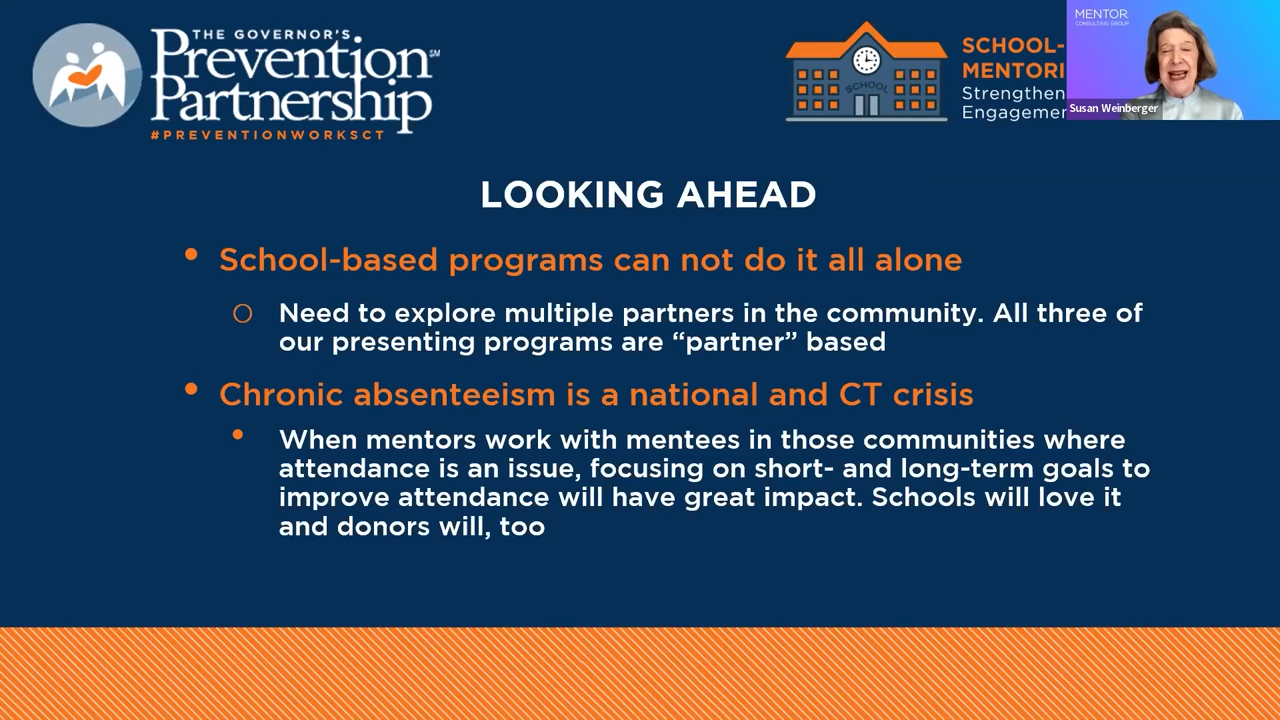 THE GOVERNOR'S
Prevention
Partnership℠
#PREVENTIONWORKSCT
SCHOOL
SCHOOL-
MENTORI
Strengthen
Engagemen
MENTOR
CONSULTING GROUP
Susan Weinberger
LOOKING AHEAD
• School-based programs can not do it all alone
○ Need to explore multiple partners in the community. All three of
our presenting programs are “partner” based
• Chronic absenteeism is a national and CT crisis
• When mentors work with mentees in those communities where
attendance is an issue, focusing on short- and long-term goals to
improve attendance will have great impact. Schools will love it
and donors will, too